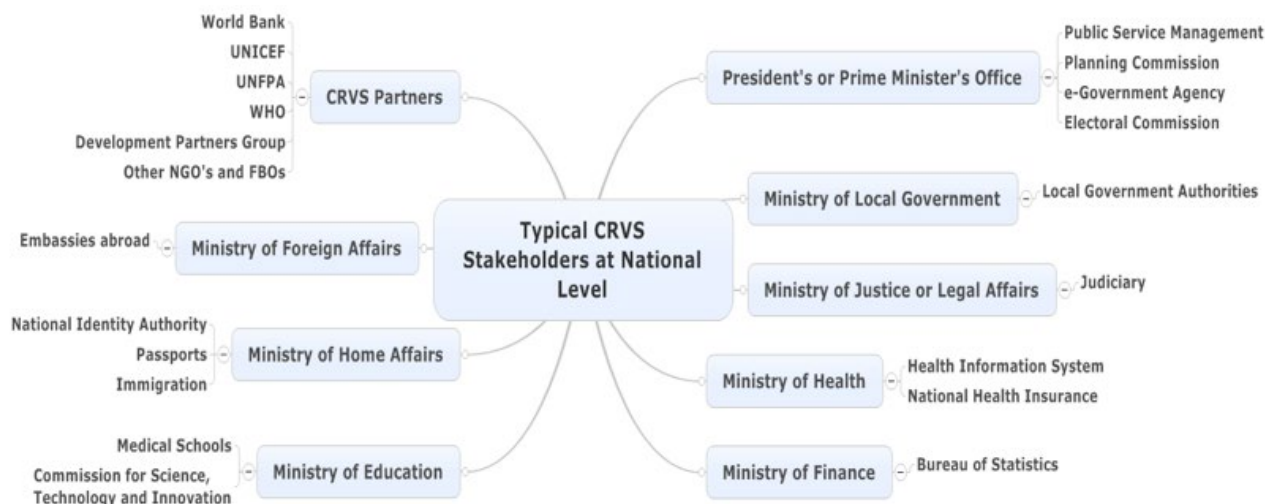 Typical CRVS
Stakeholders at National
Level
CRVS Partners
World Bank
UNICEF
UNFPA
WHO
Development Partners Group
Other NGO's and FBOs
Ministry of Foreign Affairs
Embassies abroad
Ministry of Home Affairs
National Identity Authority
Passports
Immigration
Ministry of Education
Medical Schools
Commission for Science,
Technology and Innovation
President's or Prime Minister's Office
Public Service Management
Planning Commission
e-Government Agency
Electoral Commission
Ministry of Local Government
Local Government Authorities
Ministry of Justice or Legal Affairs
Judiciary
Ministry of Health
Health Information System
National Health Insurance
Ministry of Finance
Bureau of Statistics